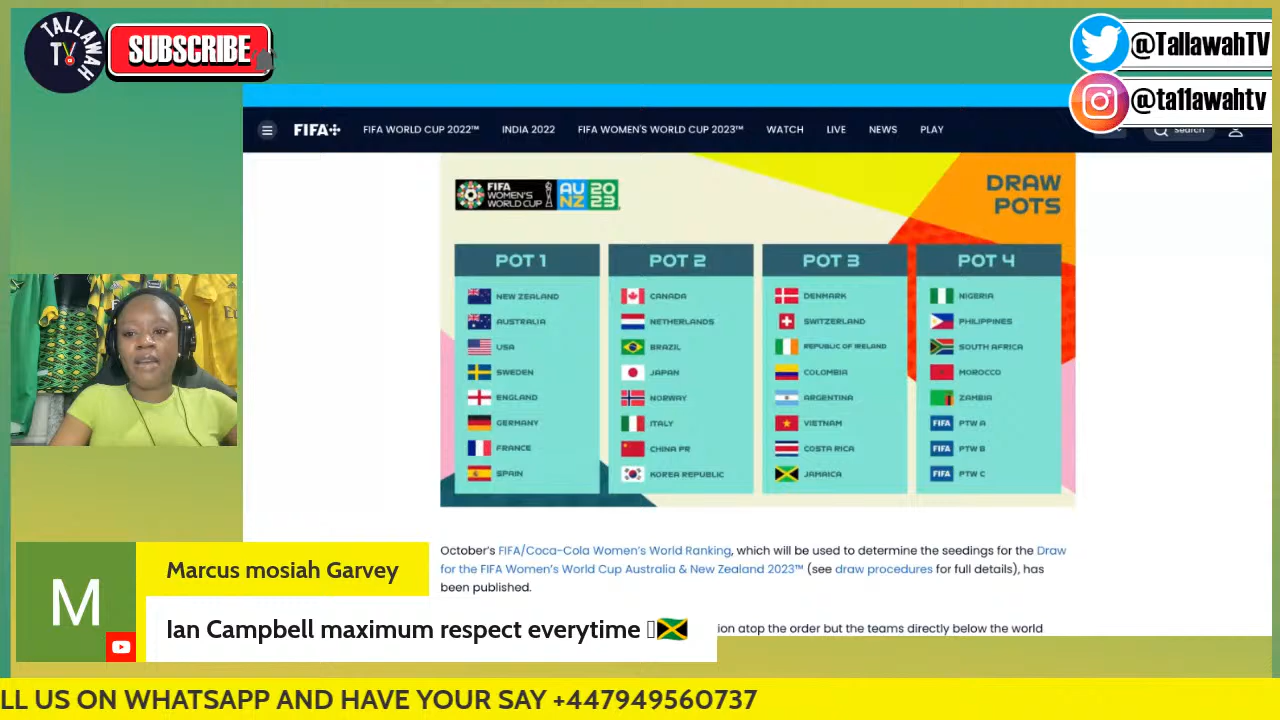 TALLAWAH
TV
SUBSCRIBE
@TallawahTV
@ta11awahtv
FIFA+
FIFA WORLD CUP 2022™
INDIA 2022
FIFA WOMEN'S WORLD CUP 2023™
WATCH
LIVE
NEWS
PLAY
Search
FIFA
WOMEN'S
WORLD CUP
AU 20
NZ 23
DRAW
POTS
POT 1
NEW ZEALAND
AUSTRALIA
USA
SWEDEN
ENGLAND
GERMANY
FRANCE
SPAIN
POT 2
CANADA
NETHERLANDS
BRAZIL
JAPAN
NORWAY
ITALY
CHINA PR
KOREA REPUBLIC
POT 3
DENMARK
SWITZERLAND
REPUBLIC OF IRELAND
COLOMBIA
ARGENTINA
VIETNAM
COSTA RICA
JAMAICA
POT 4
NIGERIA
PHILIPPINES
SOUTH AFRICA
MOROCCO
ZAMBIA
FIFA PTW A
FIFA PTW B
FIFA PTW C
October's FIFA/Coca-Cola Women's World Ranking, which will be used to determine the seedings for the Draw
for the FIFA Women's World Cup Australia & New Zealand 2023™ (see draw procedures for full details), has
been published.
ion atop the order but the teams directly below the world
M
Marcus mosiah Garvey
Ian Campbell maximum respect everytime 🇯🇲
LL US ON WHATSAPP AND HAVE YOUR SAY +447949560737